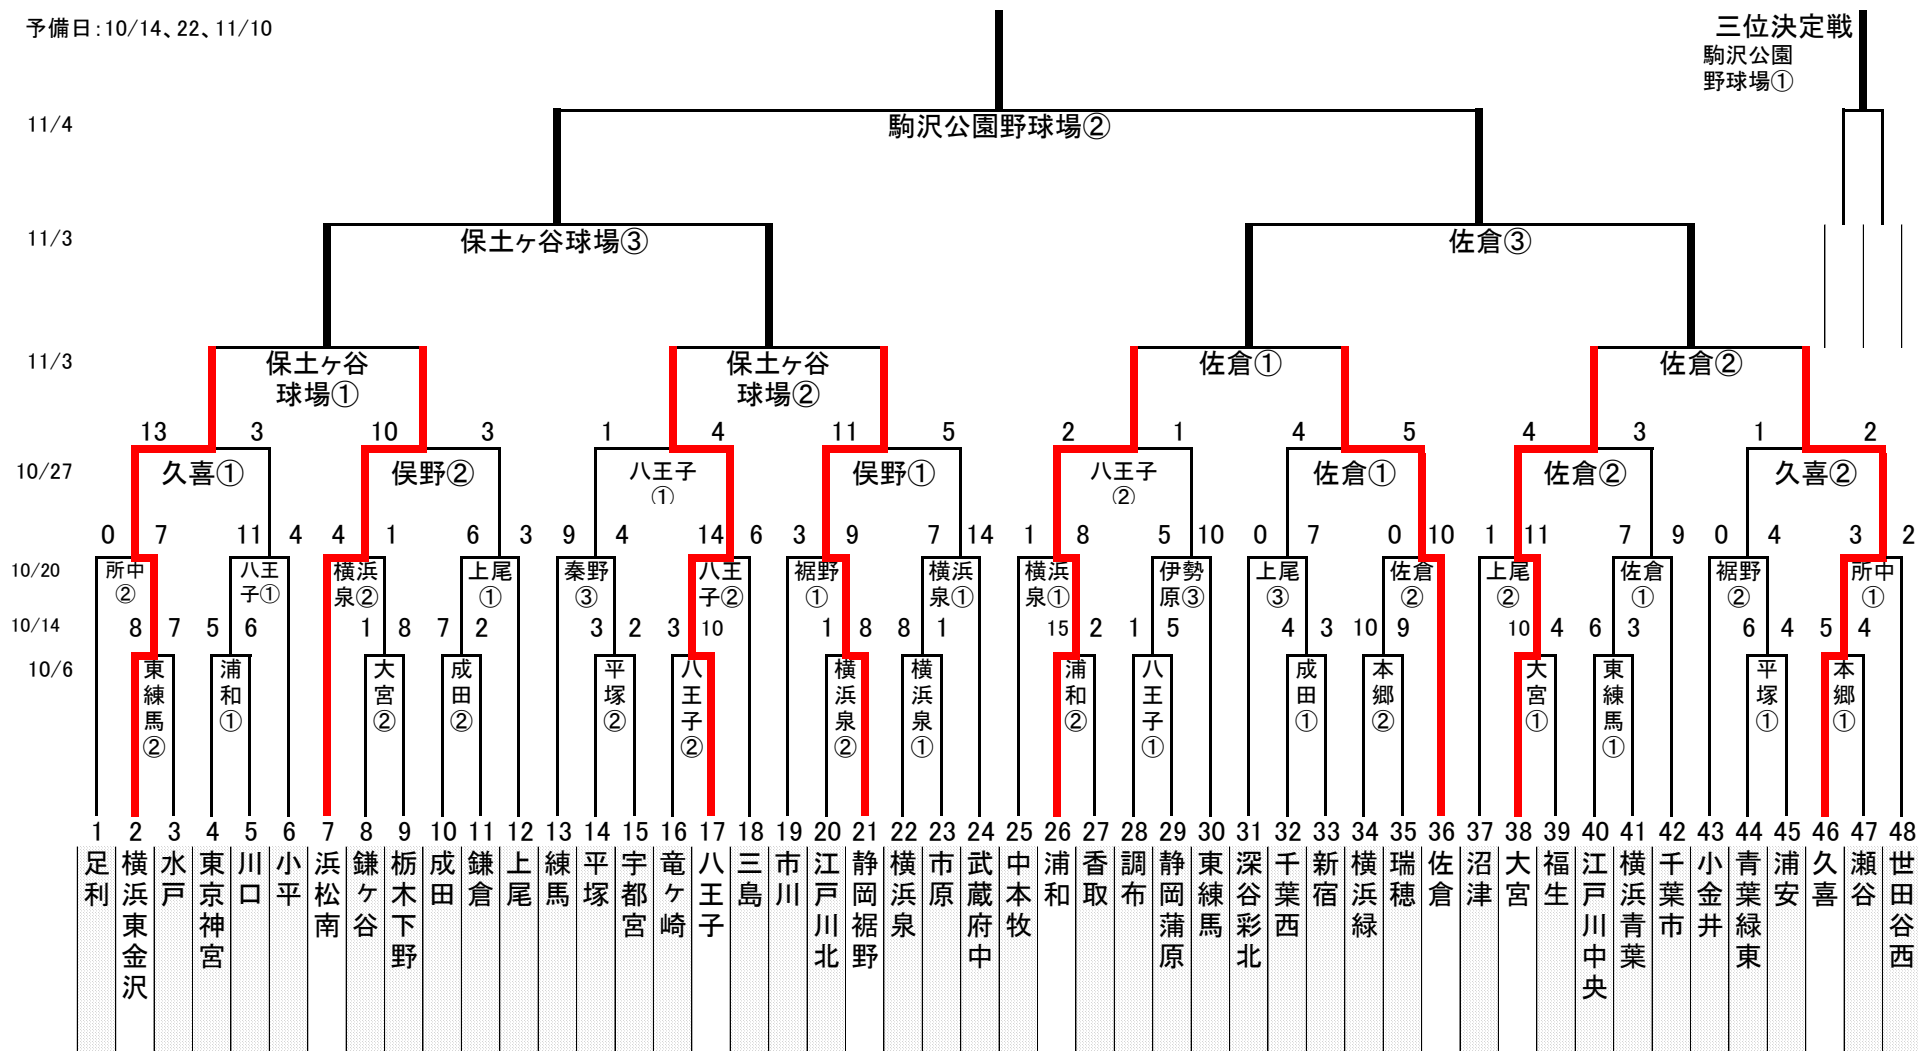 予備日:10/14、22、11/10
三位決定戦
駒沢公園
野球場①
11/4
駒沢公園野球場②
11/3
保土ヶ谷球場③
佐倉③
11/3
保土ヶ谷
球場①
保土ヶ谷
球場②
佐倉①
佐倉②
13 3 10 3 1 4 11 5 2 1 4 5 4 3 1 2
10/27
久喜①
俣野②
八王子
①
俣野①
八王子
②
佐倉①
佐倉②
久喜②
0 7 11 4 4 1 6 3 9 4 14 6 3 9 7 14 1 8 5 10 0 7 0 10 1 11 7 9 0 4 3 2
10/20
所中
②
八王
子①
横浜
泉②
上尾
①
秦野
③
八王
子②
裾野
①
横浜
泉①
横浜
泉①
伊勢
原③
上尾
③
佐倉
②
上尾
②
佐倉
①
裾野
②
所中
①
10/14
8 7 5 6 1 8 7 2 3 2 3 10 1 8 8 1 15 2 1 5 4 3 10 9 10 4 6 3 6 4 5 4
10/6
東練馬②
浦和①
大宮②
成田②
平塚②
八王子②
横浜泉②
横浜泉①
浦和②
八王子①
成田①
本郷②
大宮①
東練馬①
平塚①
本郷①
1 2 3 4 5 6 7 8 9 10 11 12 13 14 15 16 17 18 19 20 21 22 23 24 25 26 27 28 29 30 31 32 33 34 35 36 37 38 39 40 41 42 43 44 45 46 47 48
足利
横浜東金沢
水戸
東京神宮
川口
小平
浜松南
鎌ヶ谷
栃木下野
成田
鎌倉
上尾
練馬
平塚
宇都宮
竜ヶ崎
八王子
三島
市川
江戸川北
静岡裾野
横浜泉
市原
武蔵府中
中本牧
浦和
香取
調布
静岡蒲原
東練馬
深谷彩北
千葉西
新宿
横浜緑
瑞穂
佐倉
沼津
大宮
福生
江戸川中央
横浜青葉
千葉市
小金井
青葉緑東
浦安
久喜
瀬谷
世田谷西